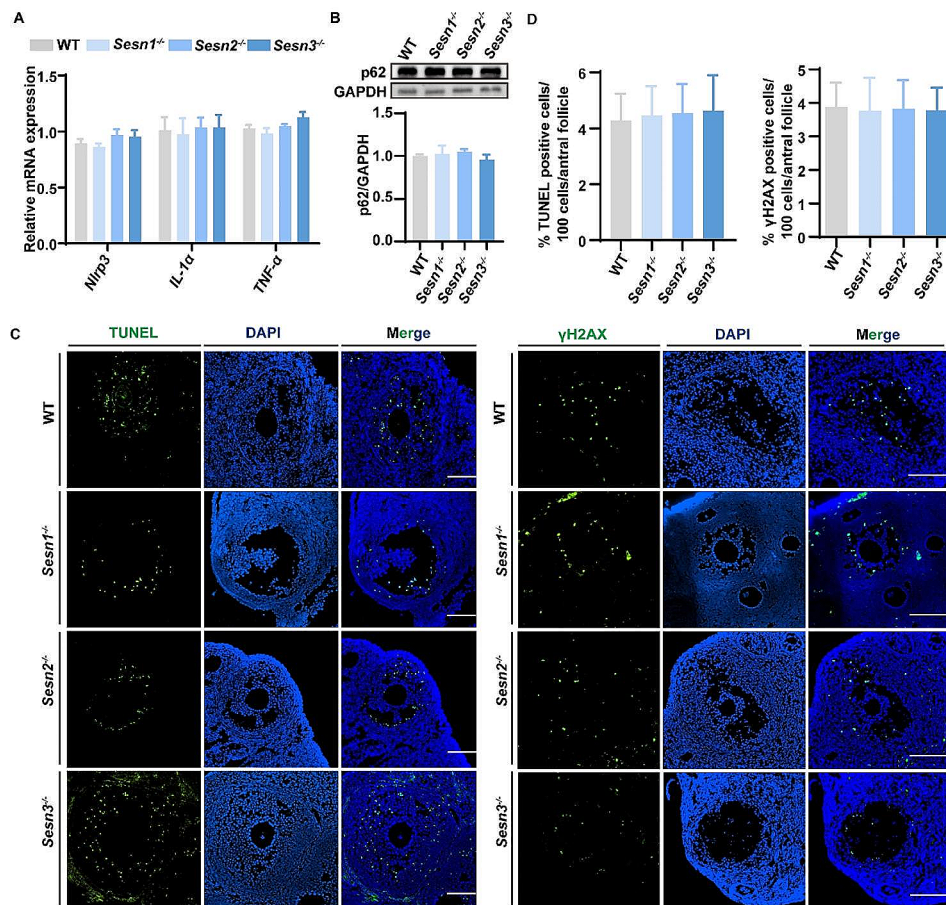 A
WT Sesn1-/- Sesn2-/- Sesn3-/-
Relative mRNA expression
1.5
1.0
0.5
0.0
Nlrp3 IL-1α TNF-α
B
WT Sesn1-/- Sesn2-/- Sesn3-/-
p62
GAPDH
p62/GAPDH
1.5
1.0
0.5
0.0
WT Sesn1-/- Sesn2-/- Sesn3-/-
D
% TUNEL positive cells/
100 cells/antral follicle
6
4
2
0
WT Sesn1-/- Sesn2-/- Sesn3-/-
% γH2AX positive cells/
100 cells/antral follicle
5
4
3
2
1
0
WT Sesn1-/- Sesn2-/- Sesn3-/-
C
TUNEL DAPI Merge
WT
Sesn1-/-
Sesn2-/-
Sesn3-/-
γH2AX DAPI Merge
WT
Sesn1-/-
Sesn2-/-
Sesn3-/-